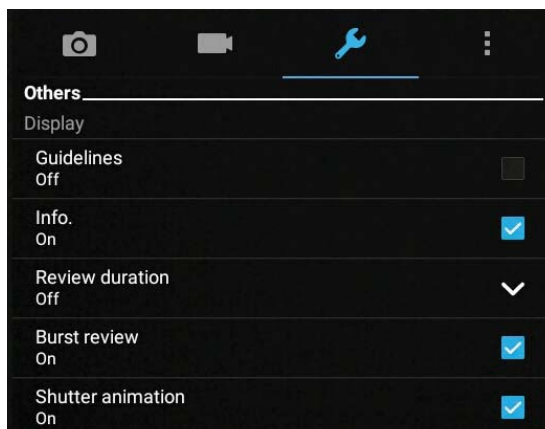 Others
Display
Guidelines
Off
Info.
On
Review duration
Off
Burst review
On
Shutter animation
On